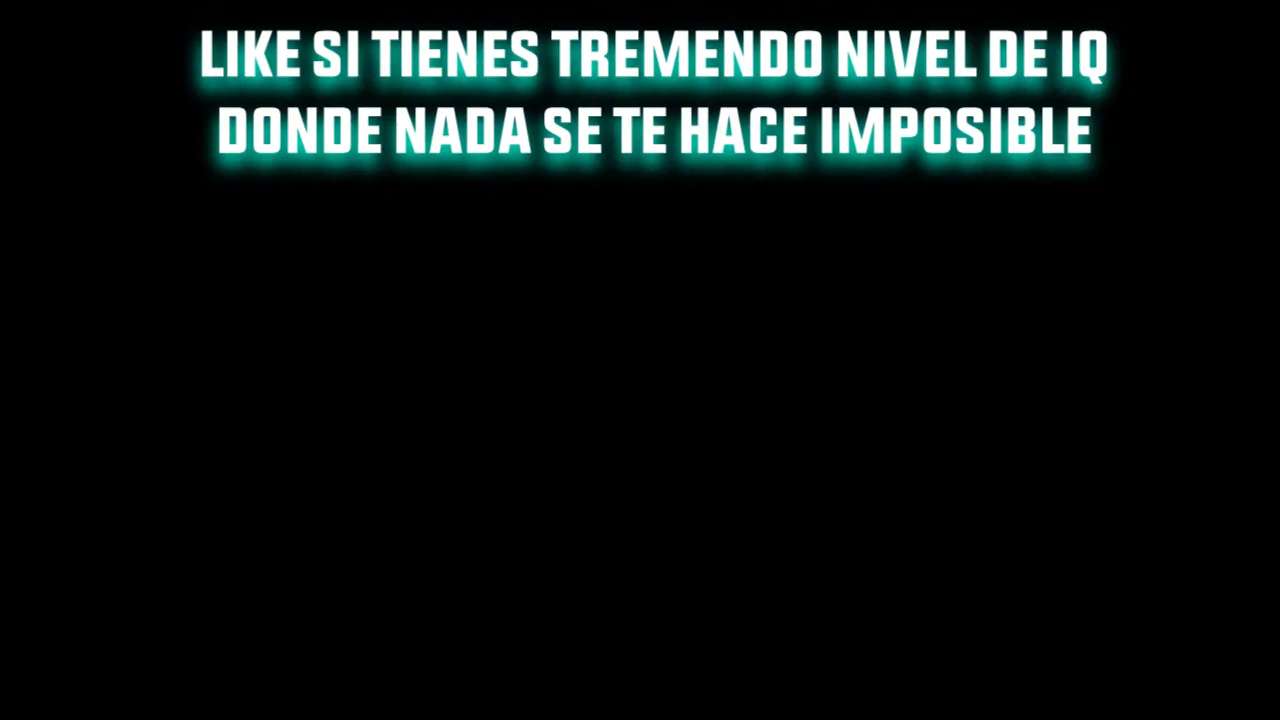 LIKE SI TIENES TREMENDO NIVEL DE IQ
DONDE NADA SE TE HACE IMPOSIBLE